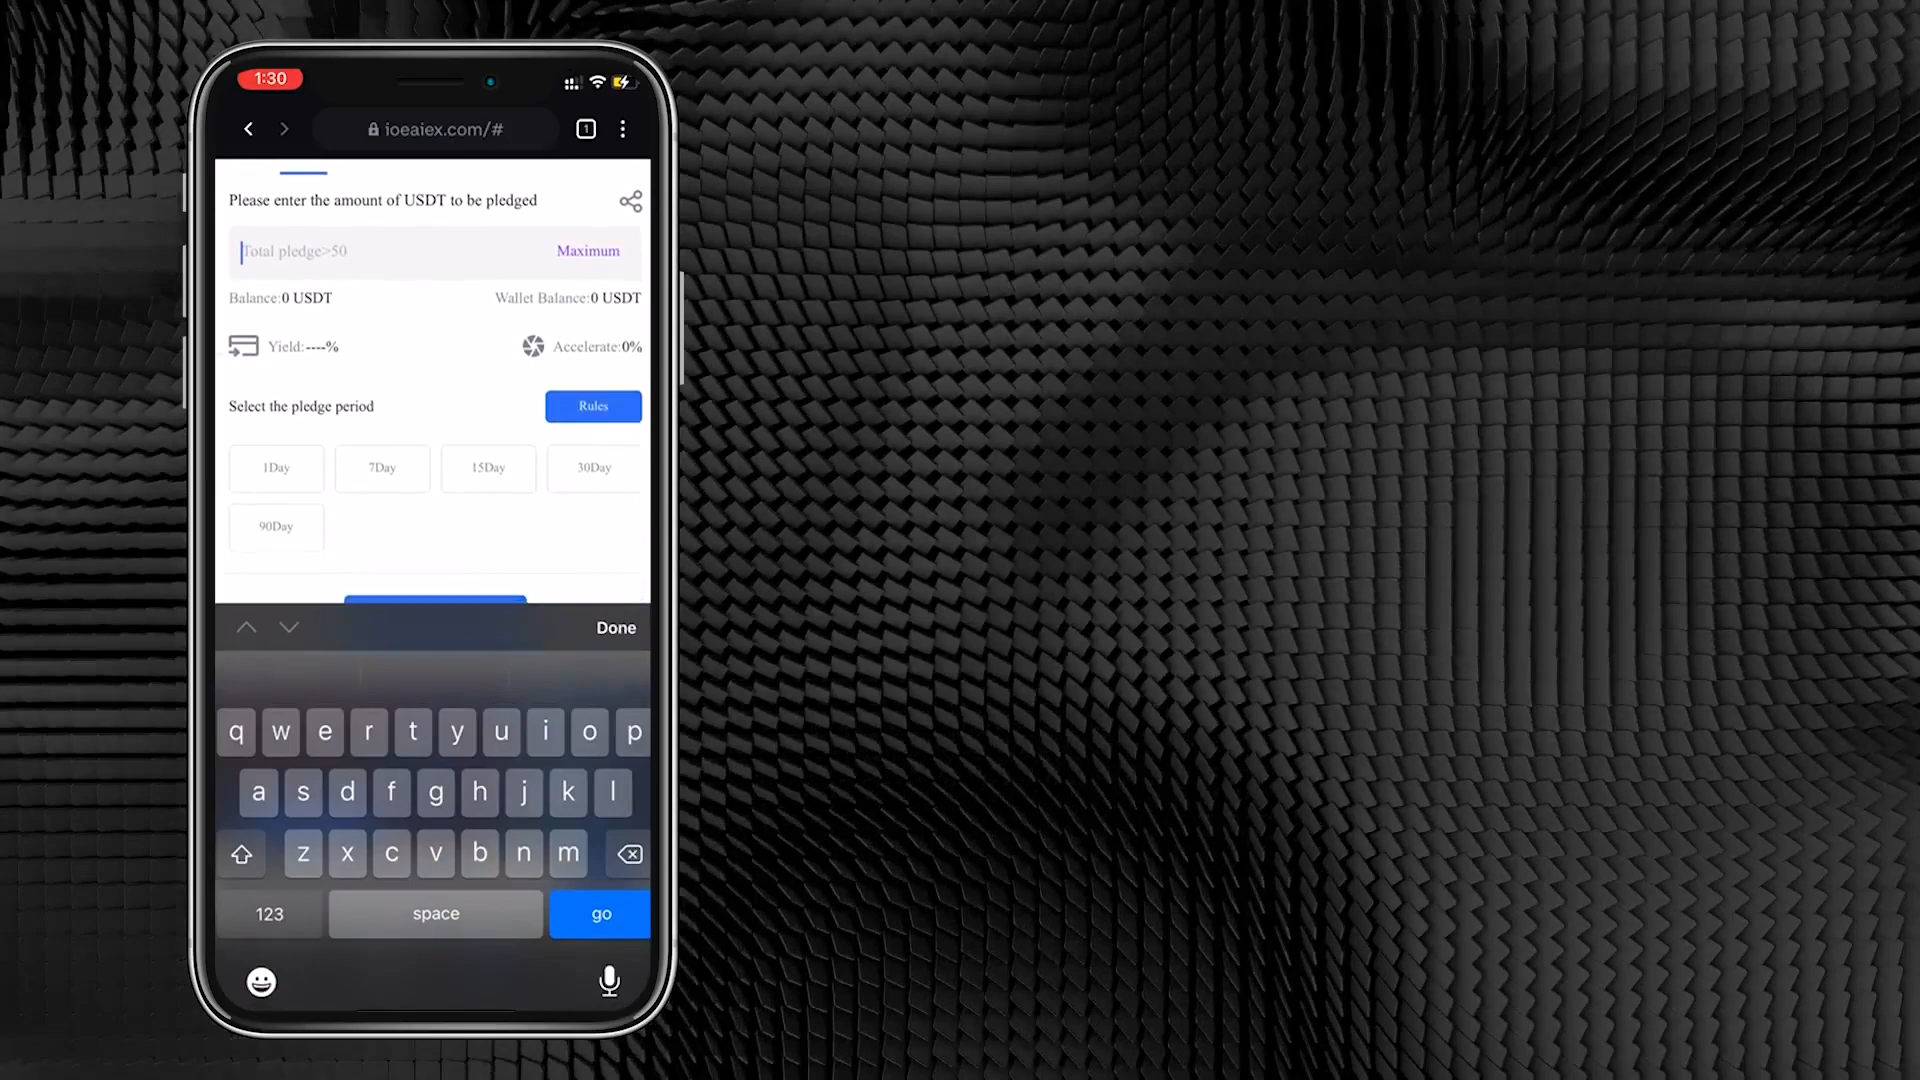 1:30
ioeaiex.com/#
1
Please enter the amount of USDT to be pledged
Total pledge>50 Maximum
Balance:0 USDT Wallet Balance:0 USDT
Yield:----% Accelerate:0%
Select the pledge period Rules
1Day 7Day 15Day 30Day
90Day
Done
q w e r t y u i o p
a s d f g h j k l
z x c v b n m
123 space go